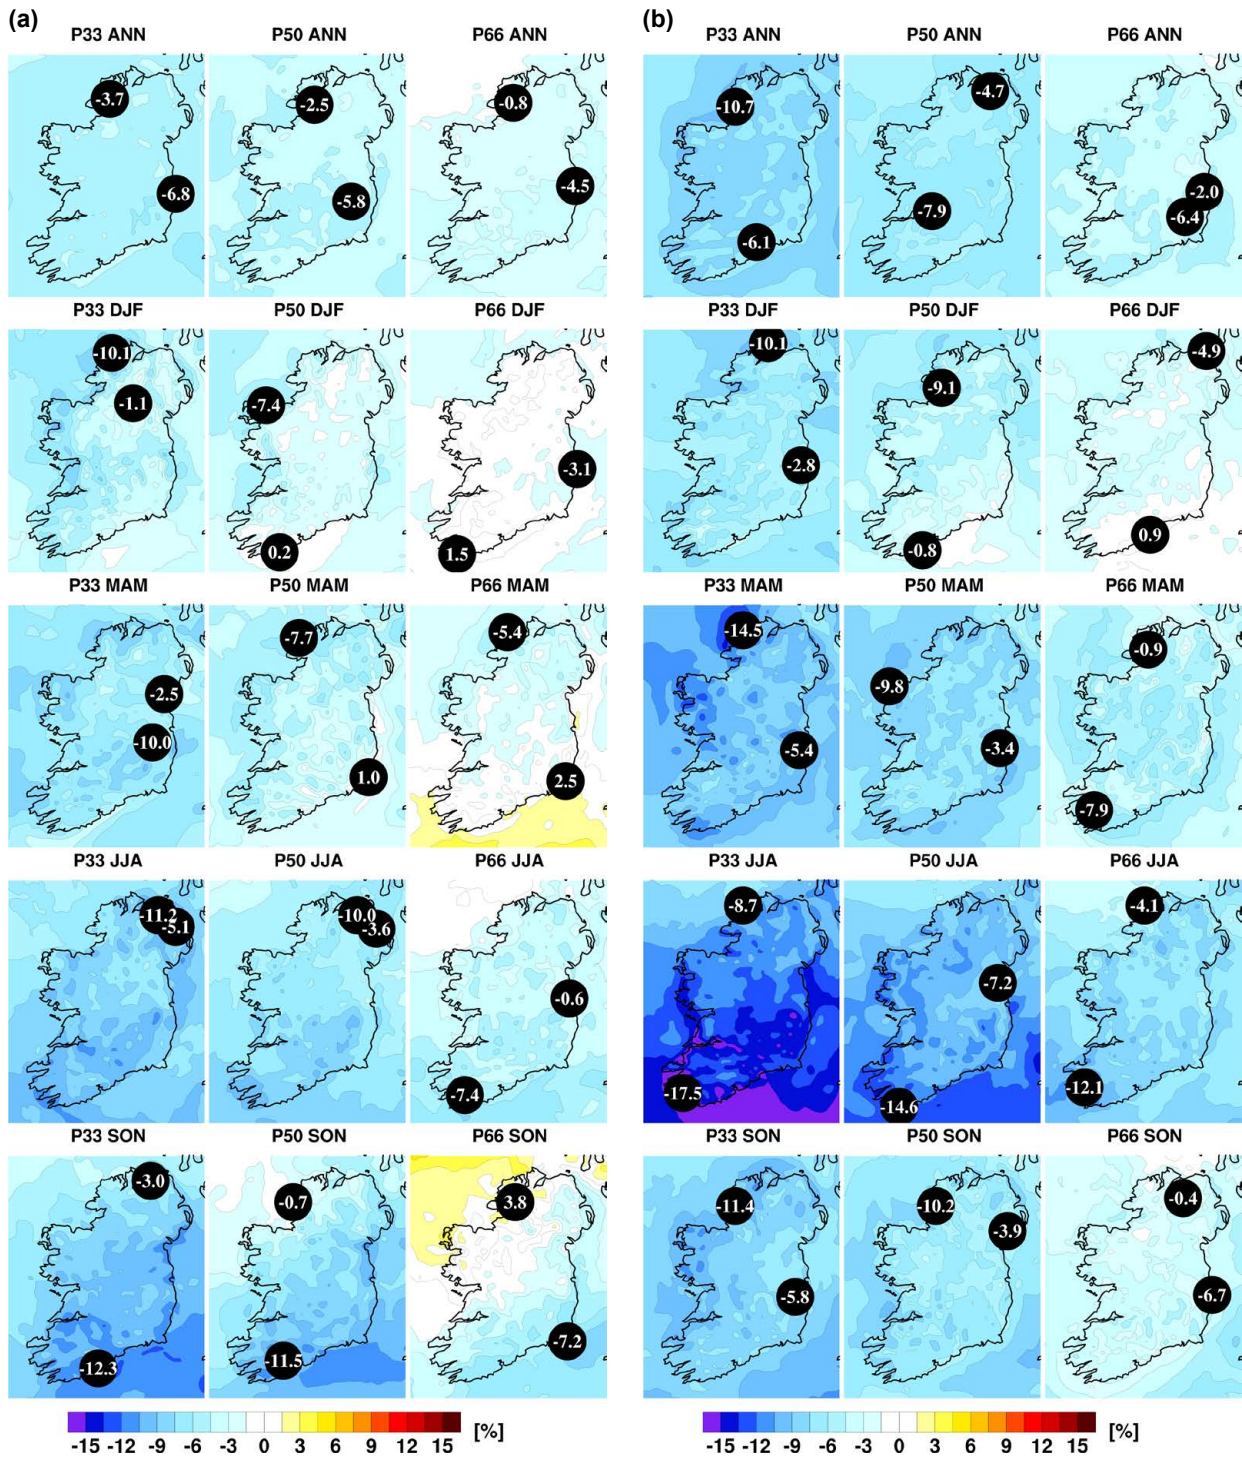 (a)
P33 ANN P50 ANN P66 ANN
-3.7 -2.5 -0.8
-6.8 -5.8 -4.5
P33 DJF P50 DJF P66 DJF
-10.1
-1.1 -7.4
-3.1
0.2 1.5
P33 MAM P50 MAM P66 MAM
-7.7 -5.4
-2.5
-10.0
1.0 2.5
P33 JJA P50 JJA P66 JJA
-11.2 -10.0
-5.1 -3.6
-0.6
-7.4
P33 SON P50 SON P66 SON
-3.0
-0.7 3.8
-7.2
-12.3 -11.5
-15 -12 -9 -6 -3 0 3 6 9 12 15 [%]
(b)
P33 ANN P50 ANN P66 ANN
-10.7 -4.7
-2.0
-7.9 -6.4
-6.1
P33 DJF P50 DJF P66 DJF
-10.1 -4.9
-9.1
-2.8
-0.8 0.9
P33 MAM P50 MAM P66 MAM
-14.5 -0.9
-9.8
-5.4 -3.4
-7.9
P33 JJA P50 JJA P66 JJA
-8.7 -4.1
-7.2
-17.5 -14.6 -12.1
P33 SON P50 SON P66 SON
-11.4 -10.2 -0.4
-3.9
-5.8 -6.7
-15 -12 -9 -6 -3 0 3 6 9 12 15 [%]